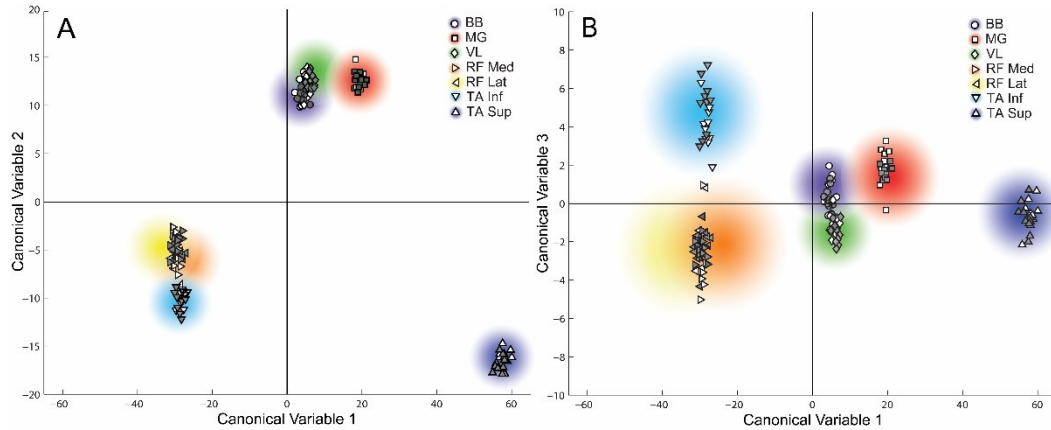 A
BB
MG
VL
RF Med
RF Lat
TA Inf
TA Sup
20
15
10
5
0
−5
−10
−15
−20
Canonical Variable 2
−60
−40
−20
0
20
40
60
Canonical Variable 1
B
BB
MG
VL
RF Med
RF Lat
TA Inf
TA Sup
10
8
6
4
2
0
−2
−4
−6
−8
−10
Canonical Variable 3
−60
−40
−20
0
20
40
60
Canonical Variable 1